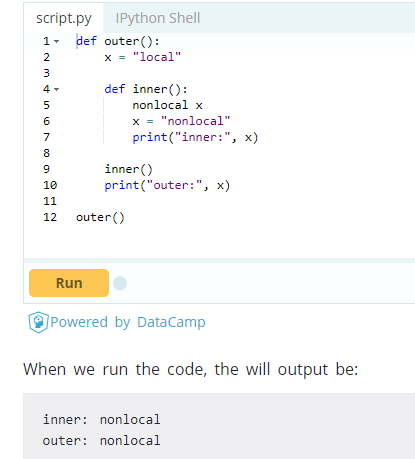 script.py IPython Shell
1 def outer():
2 x = "local"
3
4 def inner():
5 nonlocal x
6 x = "nonlocal"
7 print("inner:", x)
8
9 inner()
10 print("outer:", x)
11
12 outer()
Run
Powered by DataCamp
When we run the code, the will output be:
inner: nonlocal
outer: nonlocal